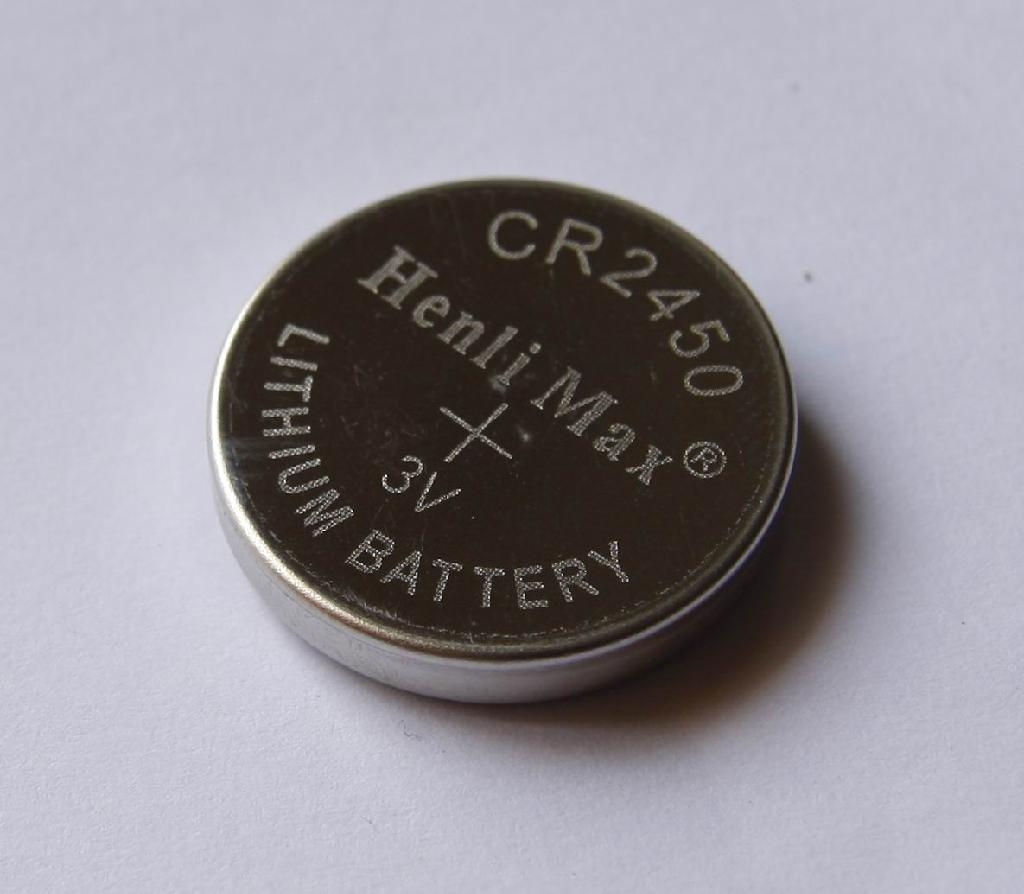 CR2450
Henli Max®
+
3V
LITHIUM BATTERY